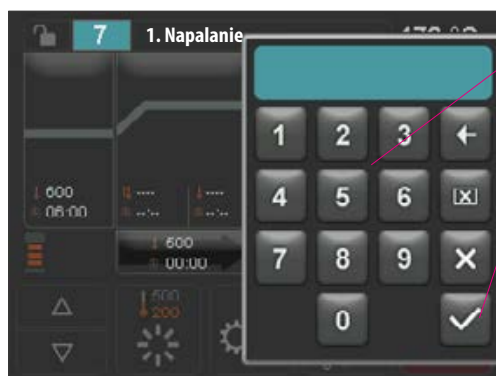 7 1. Napalanie
600
06:00
---- ----
--:-- --:--
600
00:00
500
200
1 2 3 ←
4 5 6 [X]
7 8 9 ×
0 ✓